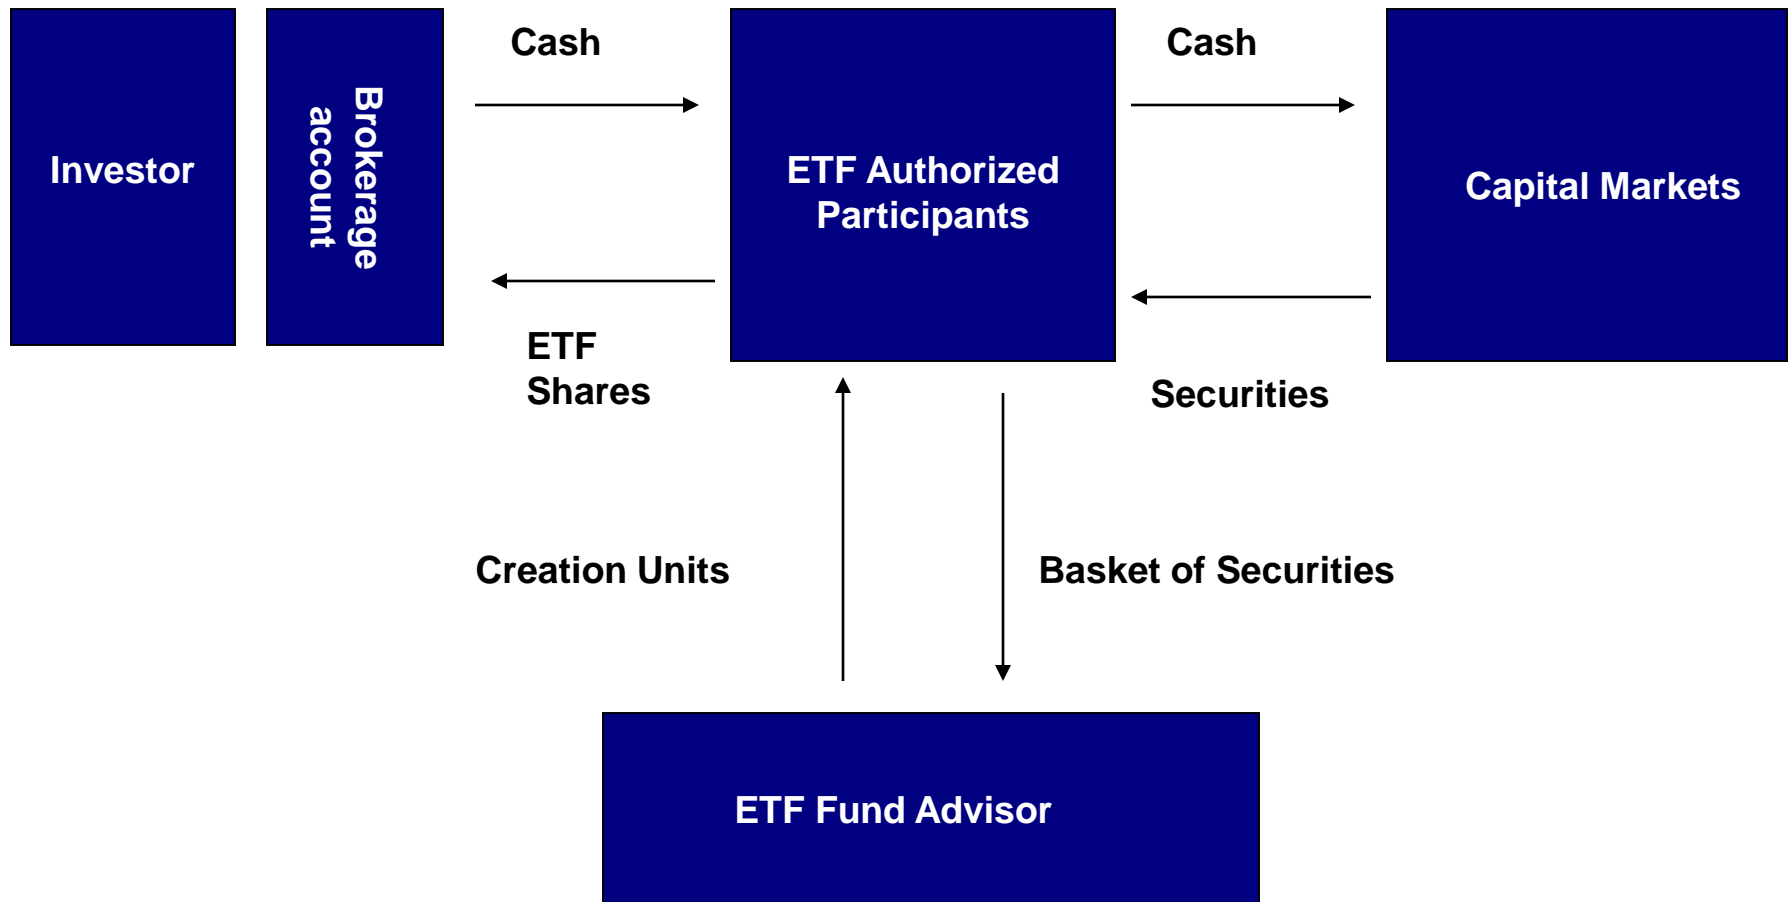 Cash
Cash
Investor
Brokerage
account
ETF Authorized
Participants
Capital Markets
ETF
Shares
Securities
Creation Units
Basket of Securities
ETF Fund Advisor